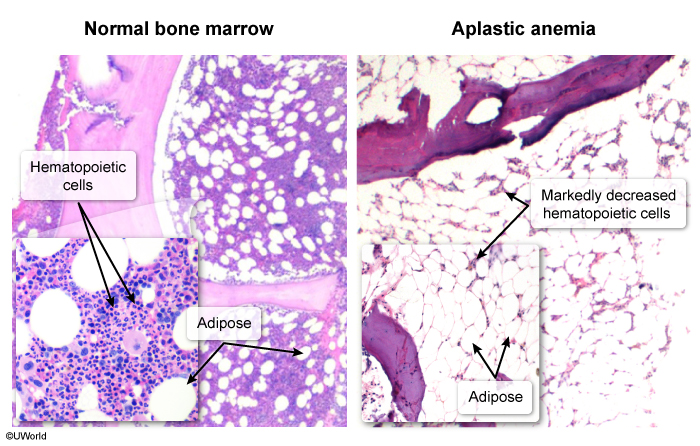 Normal bone marrow
Aplastic anemia
Hematopoietic
cells
Adipose
Markedly decreased
hematopoietic cells
Adipose
©UWorld